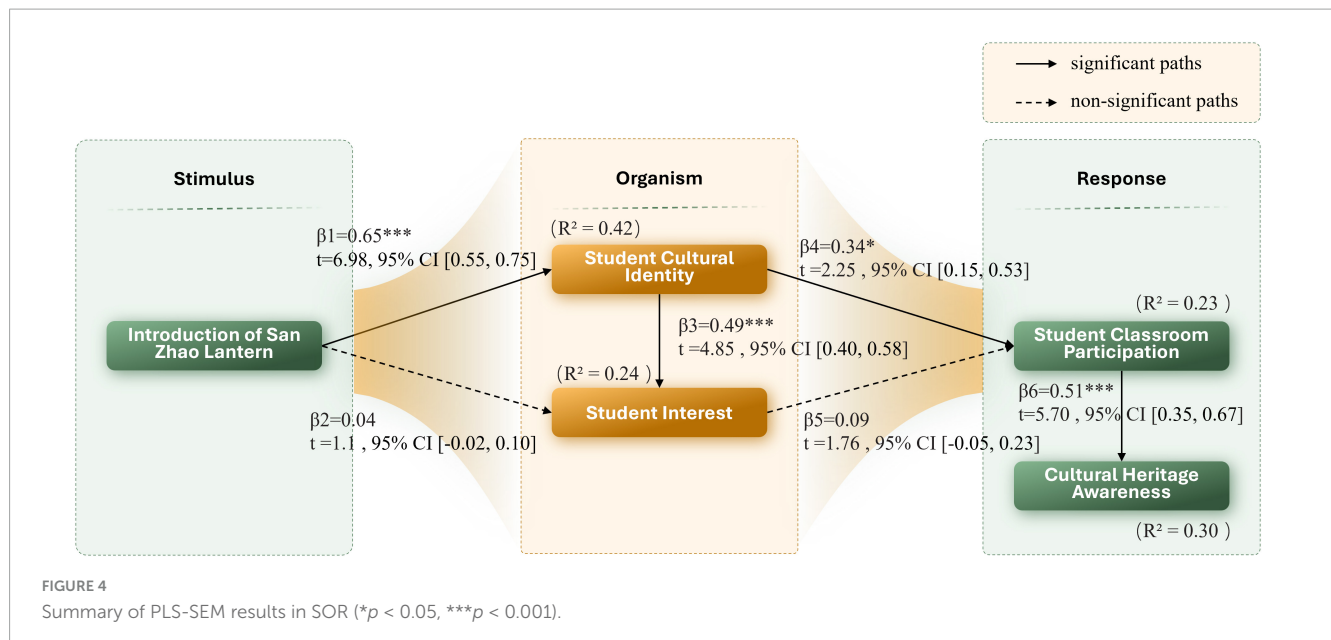 significant paths
non-significant paths
Stimulus
Organism
Response
β1=0.65***
t=6.98, 95% CI [0.55, 0.75]
(R² = 0.42)
Student Cultural
Identity
β4=0.34*
t =2.25 , 95% CI [0.15, 0.53]
(R² = 0.23 )
Introduction of San
Zhao Lantern
β3=0.49***
t =4.85 , 95% CI [0.40, 0.58]
Student Classroom
Participation
(R² = 0.24 )
Student Interest
β6=0.51***
t=5.70 , 95% CI [0.35, 0.67]
β2=0.04
t =1.1 , 95% CI [-0.02, 0.10]
β5=0.09
t =1.76 , 95% CI [-0.05, 0.23]
Cultural Heritage
Awareness
(R² = 0.30 )
FIGURE 4
Summary of PLS-SEM results in SOR (*p < 0.05, ***p < 0.001).